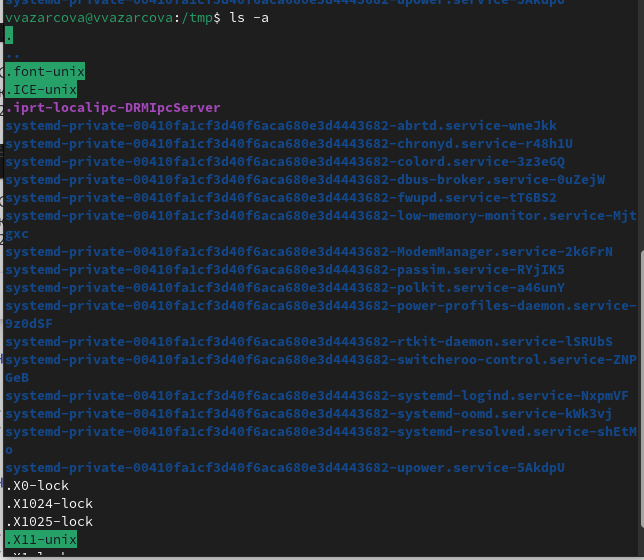 vvazarcova@vvazarcova:/tmp$ ls -a
.
..
.font-unix
.ICE-unix
.iprt-localipc-DRMIpcServer
systemd-private-00410fa1cf3d40f6aca680e3d4443682-abrtd.service-wneJkk
systemd-private-00410fa1cf3d40f6aca680e3d4443682-chronyd.service-r48h1U
systemd-private-00410fa1cf3d40f6aca680e3d4443682-colord.service-3z3eGQ
systemd-private-00410fa1cf3d40f6aca680e3d4443682-dbus-broker.service-0uZejW
systemd-private-00410fa1cf3d40f6aca680e3d4443682-fwupd.service-tT6BS2
systemd-private-00410fa1cf3d40f6aca680e3d4443682-low-memory-monitor.service-Mjt
gxc
systemd-private-00410fa1cf3d40f6aca680e3d4443682-ModemManager.service-2k6FrN
systemd-private-00410fa1cf3d40f6aca680e3d4443682-passim.service-RYjIK5
systemd-private-00410fa1cf3d40f6aca680e3d4443682-polkit.service-a46unY
systemd-private-00410fa1cf3d40f6aca680e3d4443682-power-profiles-daemon.service-
9z0dSF
systemd-private-00410fa1cf3d40f6aca680e3d4443682-rtkit-daemon.service-lSRUbS
systemd-private-00410fa1cf3d40f6aca680e3d4443682-switcheroo-control.service-ZNP
GeB
systemd-private-00410fa1cf3d40f6aca680e3d4443682-systemd-logind.service-NxpmVF
systemd-private-00410fa1cf3d40f6aca680e3d4443682-systemd-oomd.service-kWk3vj
systemd-private-00410fa1cf3d40f6aca680e3d4443682-systemd-resolved.service-shEtM
o
systemd-private-00410fa1cf3d40f6aca680e3d4443682-upower.service-5AkdpU
.X0-lock
.X1024-lock
.X1025-lock
.X11-unix